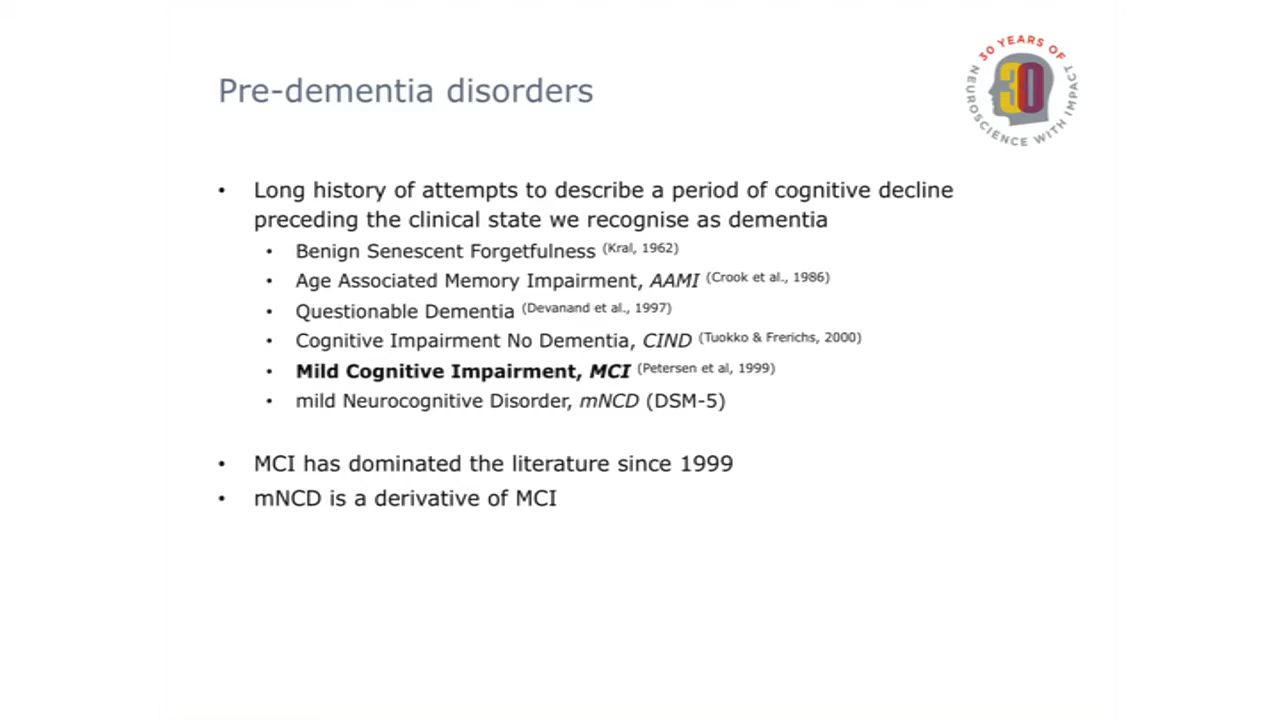 30 YEARS OF
30
NEUROSCIENCE WITH IMPACT
Pre-dementia disorders
• Long history of attempts to describe a period of cognitive decline
preceding the clinical state we recognise as dementia
• Benign Senescent Forgetfulness (Kral, 1962)
• Age Associated Memory Impairment, AAMI (Crook et al., 1986)
• Questionable Dementia (Devanand et al., 1997)
• Cognitive Impairment No Dementia, CIND (Tuokko & Frerichs, 2000)
• Mild Cognitive Impairment, MCI (Petersen et al, 1999)
• mild Neurocognitive Disorder, mNCD (DSM-5)
• MCI has dominated the literature since 1999
• mNCD is a derivative of MCI